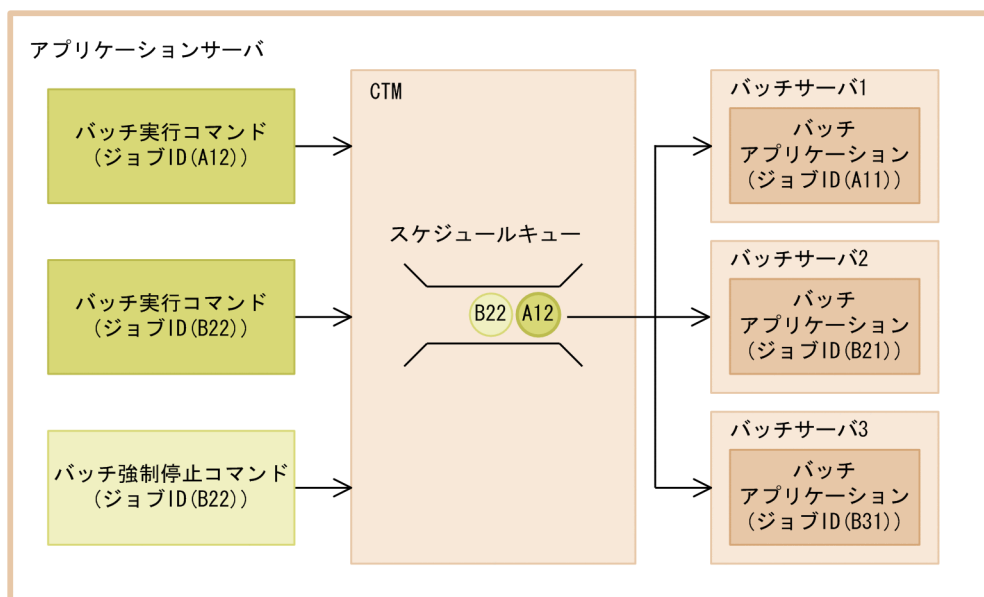 アプリケーションサーバ
バッチ実行コマンド
(ジョブID(A12))
バッチ実行コマンド
(ジョブID(B22))
バッチ強制停止コマンド
(ジョブID(B22))
CTM
スケジュールキュー
B22
A12
バッチサーバ1
バッチ
アプリケーション
(ジョブID(A11))
バッチサーバ2
バッチ
アプリケーション
(ジョブID(B21))
バッチサーバ3
バッチ
アプリケーション
(ジョブID(B31))